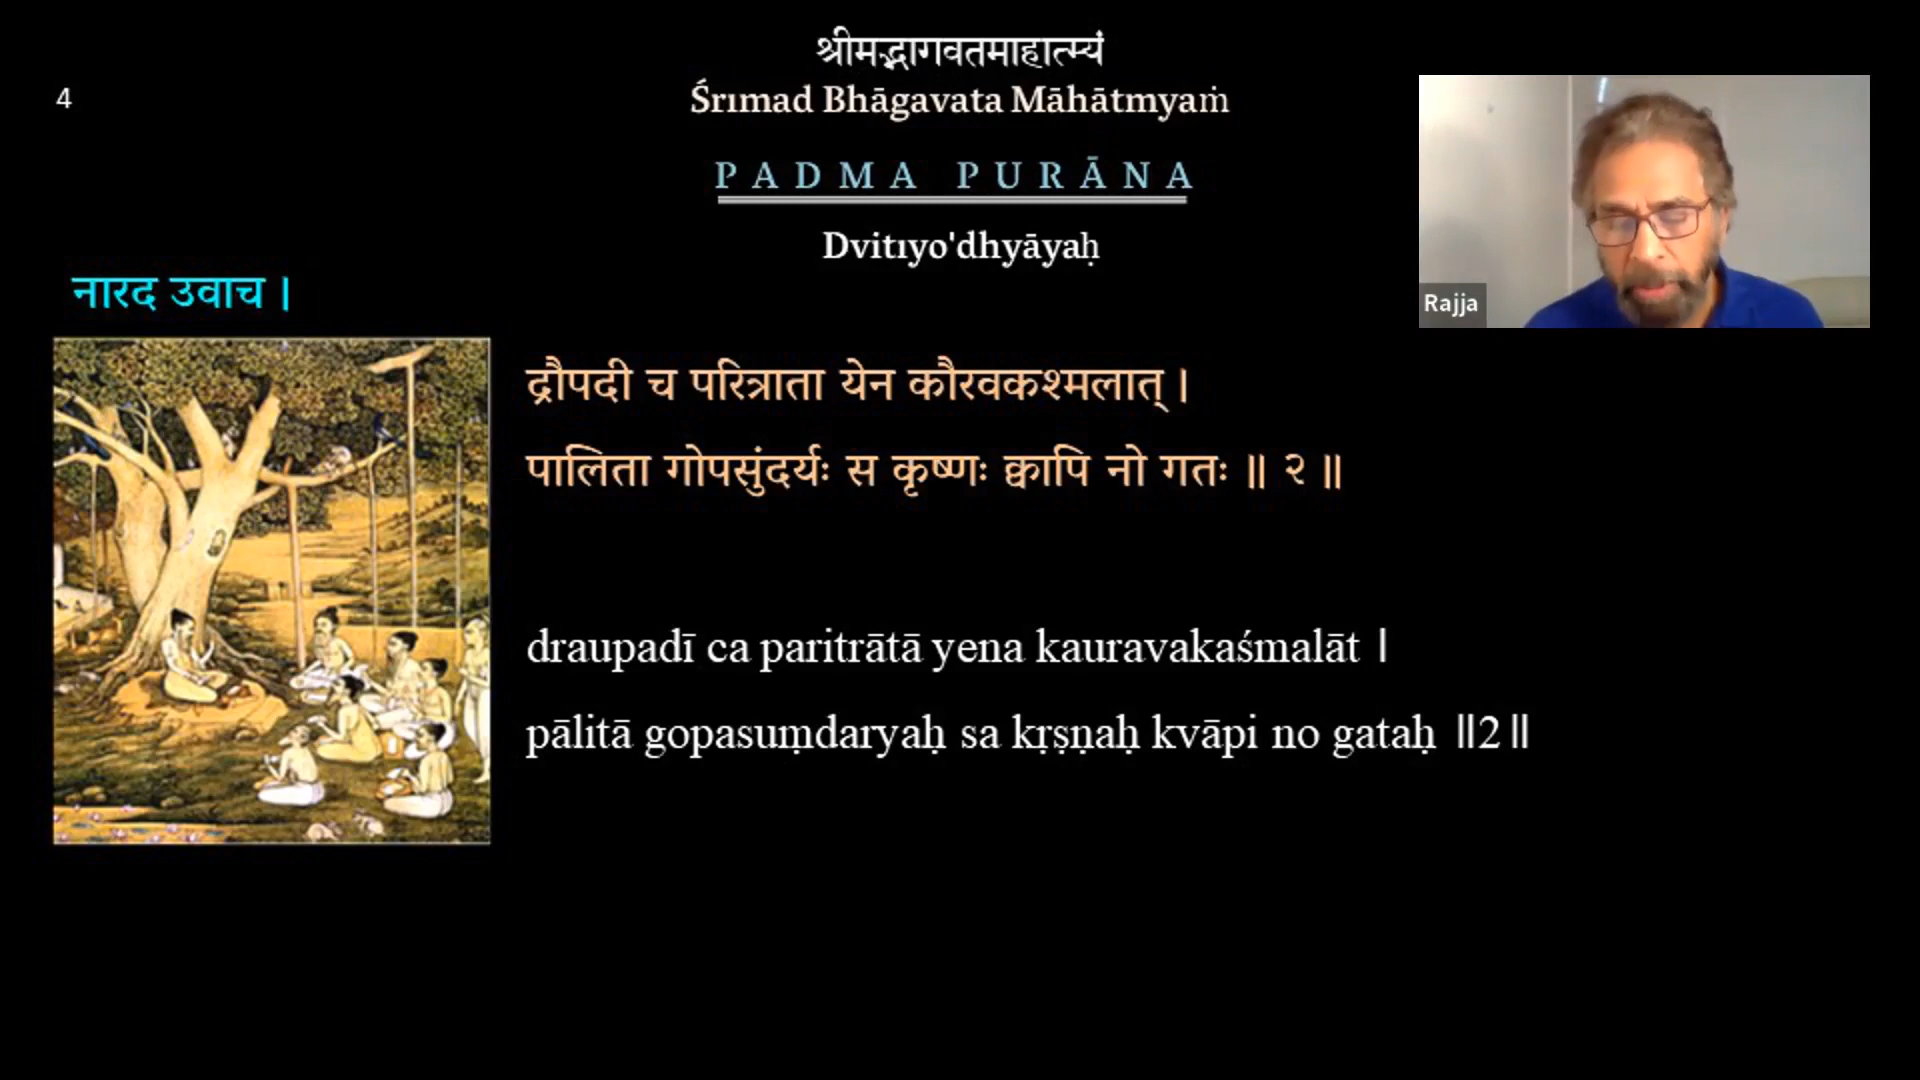 4
श्रीमद्भागवतमाहात्म्यं
Śrımad Bhāgavata Māhātmyaṁ
PADMA PURĀNA
Dvitıyo'dhyāyaḥ
Rajja
नारद उवाच ।
द्रौपदी च परित्राता येन कौरवकश्मलात् ।
पालिता गोपसुंदर्यः स कृष्णः क्वापि नो गतः ॥ २ ॥
draupadī ca paritrātā yena kauravakaśmalāt ।
pālitā gopasuṃdaryaḥ sa kṛṣṇaḥ kvāpi no gataḥ ॥2॥